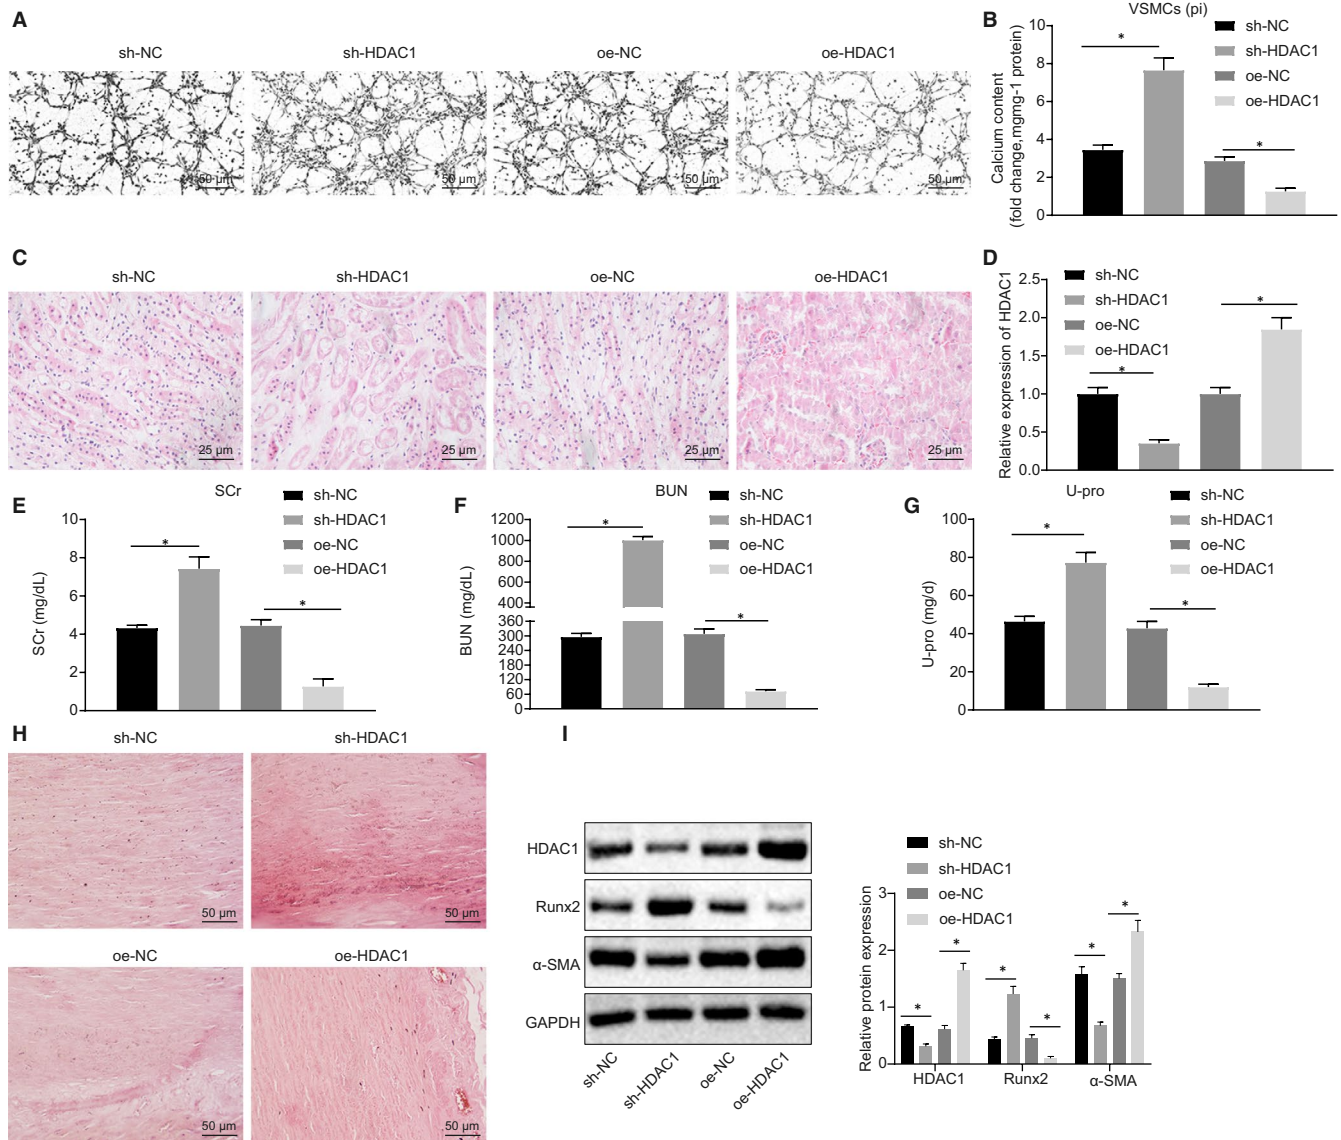 A
sh-NC
sh-HDAC1
oe-NC
oe-HDAC1
50 µm
50 µm
50 µm
50 µm
B
VSMCs (pi)
Calcium content
(fold change,mgmg-1 protein)
10
8
6
4
2
0
sh-NC
sh-HDAC1
oe-NC
oe-HDAC1
*
*
C
sh-NC
sh-HDAC1
oe-NC
oe-HDAC1
25 µm
25 µm
25 µm
25 µm
D
Relative expression of HDAC1
2.5
2.0
1.5
1.0
0.5
0.0
sh-NC
sh-HDAC1
oe-NC
oe-HDAC1
*
*
E
SCr
SCr (mg/dL)
10
8
6
4
2
0
sh-NC
sh-HDAC1
oe-NC
oe-HDAC1
*
*
F
BUN
BUN (mg/dL)
1200
1000
800
600
400
360
300
240
180
120
60
0
sh-NC
sh-HDAC1
oe-NC
oe-HDAC1
*
*
G
U-pro
U-pro (mg/d)
100
80
60
40
20
0
sh-NC
sh-HDAC1
oe-NC
oe-HDAC1
*
*
H
sh-NC
sh-HDAC1
50 µm
50 µm
oe-NC
oe-HDAC1
50 µm
50 µm
I
HDAC1
Runx2
α-SMA
GAPDH
sh-NC
sh-HDAC1
oe-NC
oe-HDAC1
sh-NC
sh-HDAC1
oe-NC
oe-HDAC1
Relative protein expression
3
2
1
0
*
*
*
*
*
*
HDAC1
Runx2
α-SMA